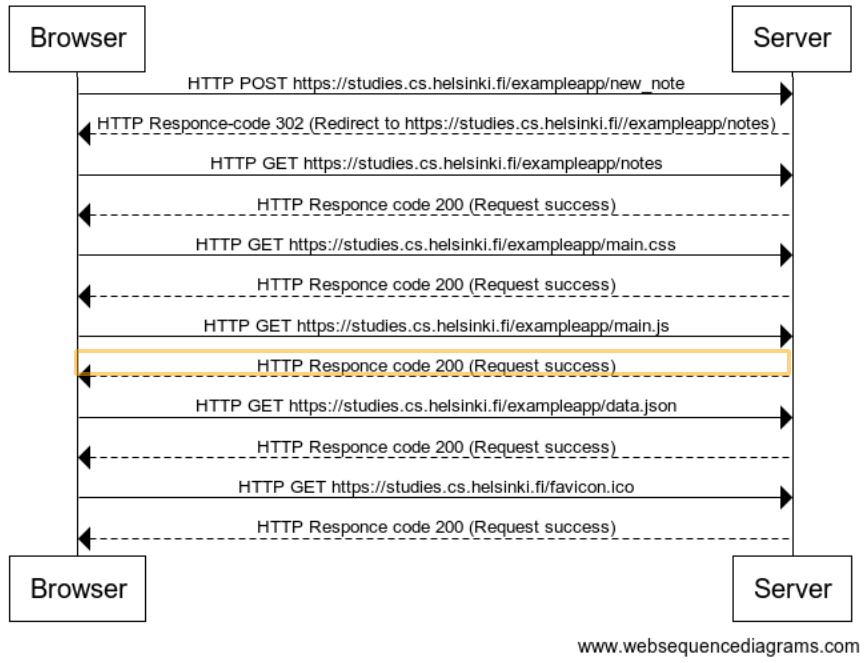 Browser Server
HTTP POST https://studies.cs.helsinki.fi/exampleapp/new_note
HTTP Responce-code 302 (Redirect to https://studies.cs.helsinki.fi//exampleapp/notes)
HTTP GET https://studies.cs.helsinki.fi/exampleapp/notes
HTTP Responce code 200 (Request success)
HTTP GET https://studies.cs.helsinki.fi/exampleapp/main.css
HTTP Responce code 200 (Request success)
HTTP GET https://studies.cs.helsinki.fi/exampleapp/main.js
HTTP Responce code 200 (Request success)
HTTP GET https://studies.cs.helsinki.fi/exampleapp/data.json
HTTP Responce code 200 (Request success)
HTTP GET https://studies.cs.helsinki.fi/favicon.ico
HTTP Responce code 200 (Request success)
Browser Server
www.websequencediagrams.com